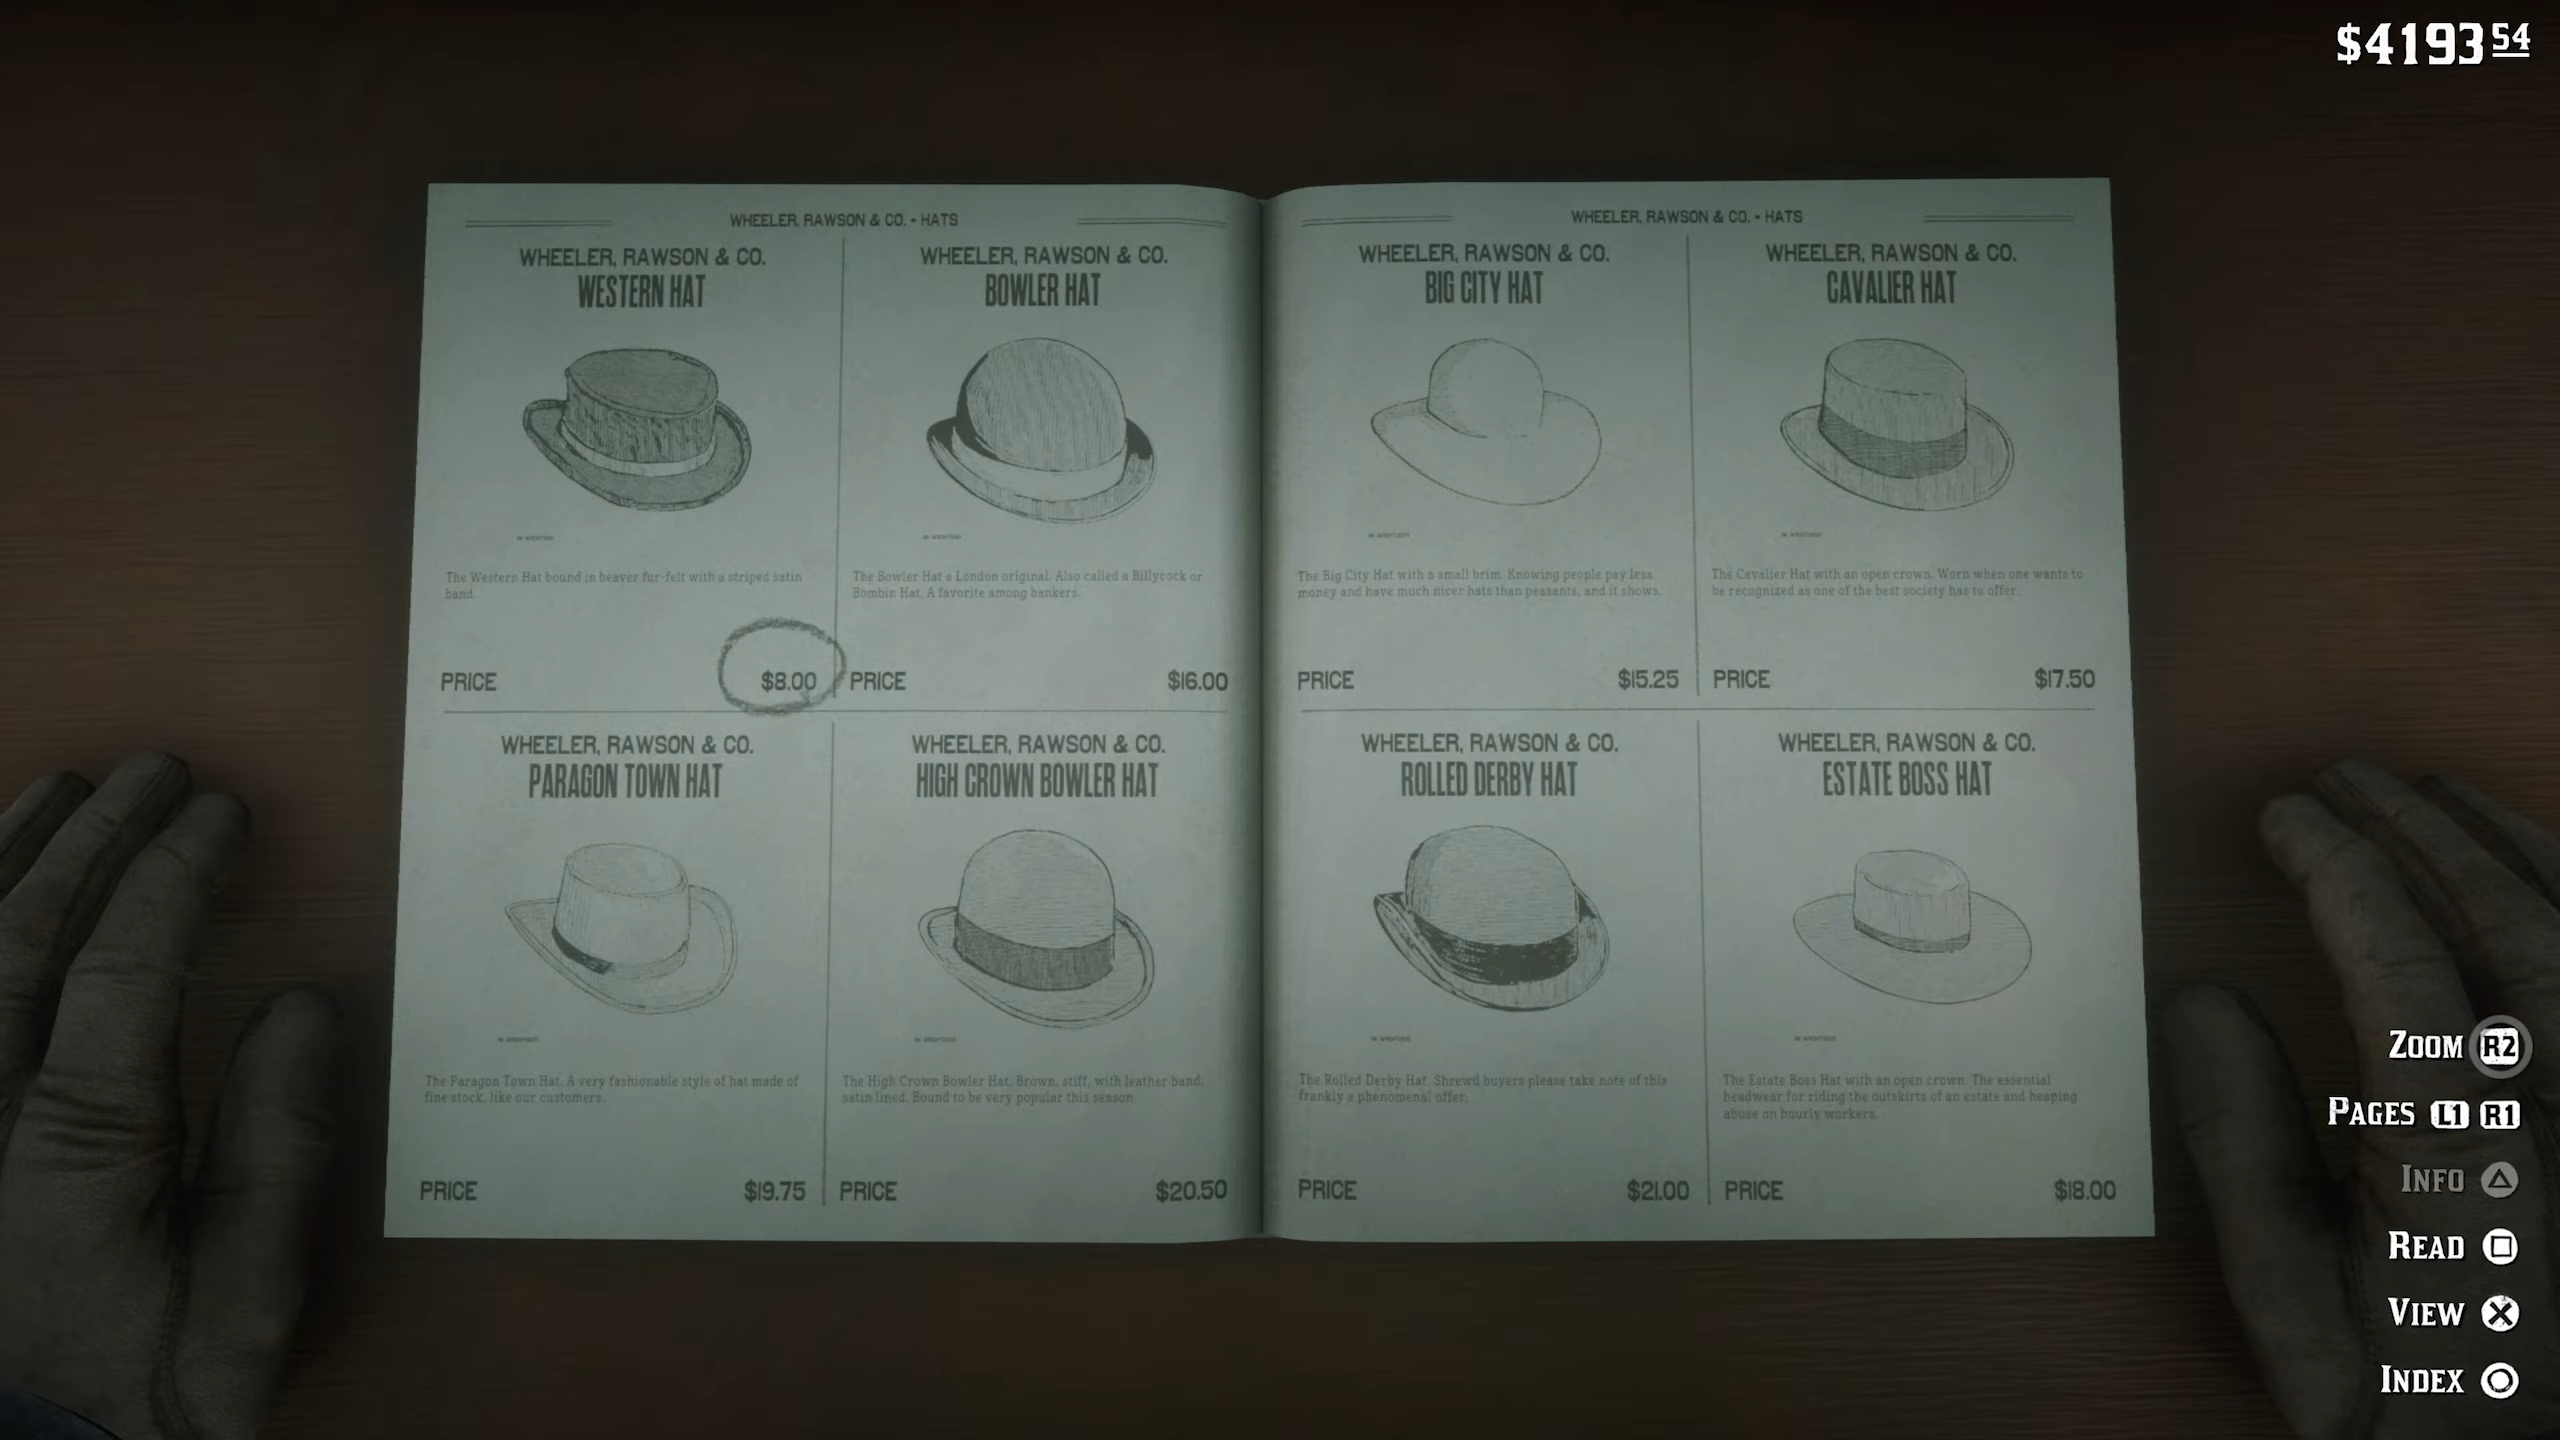 $4193 54
WHEELER, RAWSON & CO. - HATS
WHEELER, RAWSON & CO.
WESTERN HAT
The Western Hat bound in beaver fur-felt with a striped satin
band.
PRICE $8.00
WHEELER, RAWSON & CO.
BOWLER HAT
The Bowler Hat a London original. Also called a Billycock or
Bombin Hat. A favorite among bankers.
PRICE $16.00
WHEELER, RAWSON & CO.
PARAGON TOWN HAT
The Paragon Town Hat. A very fashionable style of hat made of
fine stock, like our customers.
PRICE $19.75
WHEELER, RAWSON & CO.
HIGH CROWN BOWLER HAT
The High Crown Bowler Hat. Brown, stiff, with leather band,
satin lined. Bound to be very popular this season.
PRICE $20.50
WHEELER, RAWSON & CO. - HATS
WHEELER, RAWSON & CO.
BIG CITY HAT
The Big City Hat with a small brim. Knowing people pay less
money and have much nicer hats than peasants, and it shows.
PRICE $15.25
WHEELER, RAWSON & CO.
CAVALIER HAT
The Cavalier Hat with an open crown. Worn when one wants to
be recognized as one of the best society has to offer.
PRICE $17.50
WHEELER, RAWSON & CO.
ROLLED DERBY HAT
The Rolled Derby Hat. Shrewd buyers please take note of this
frankly a phenomenal offer.
PRICE $21.00
WHEELER, RAWSON & CO.
ESTATE BOSS HAT
The Estate Boss Hat with an open crown. The essential
headwear for riding the outskirts of an estate and heaping
abuse on hourly workers.
PRICE $18.00
ZOOM R2
PAGES L1 R1
INFO
READ
VIEW
INDEX